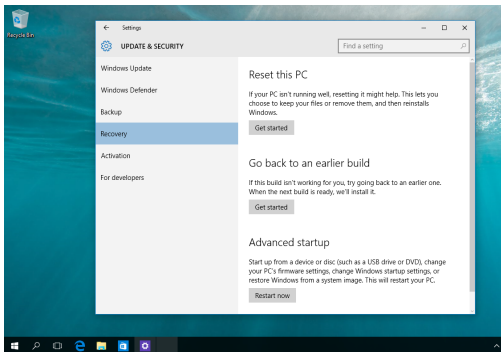 Recycle Bin
Settings
UPDATE & SECURITY
Find a setting
Windows Update
Windows Defender
Backup
Recovery
Activation
For developers
Reset this PC
If your PC isn't running well, resetting it might help. This lets you
choose to keep your files or remove them, and then reinstalls
Windows.
Get started
Go back to an earlier build
If this build isn't working for you, try going back to an earlier one.
When the next build is ready, we'll install it.
Get started
Advanced startup
Start up from a device or disc (such as a USB drive or DVD), change
your PC's firmware settings, change Windows startup settings, or
restore Windows from a system image. This will restart your PC.
Restart now